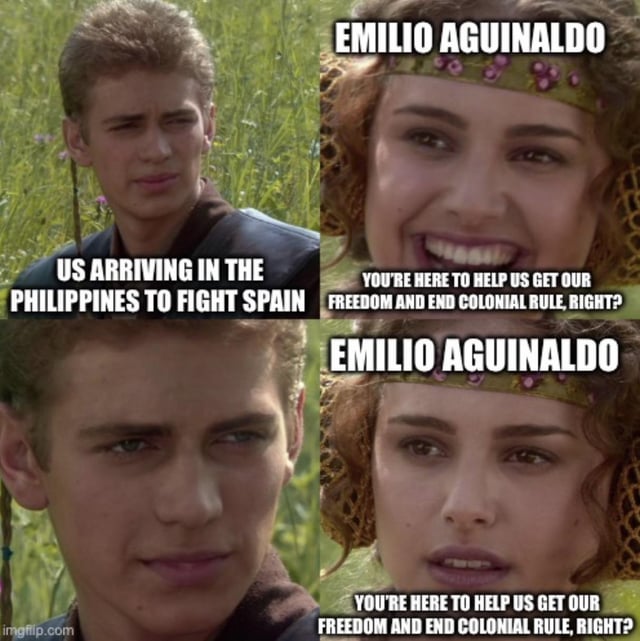 EMILIO AGUINALDO
US ARRIVING IN THE
PHILIPPINES TO FIGHT SPAIN
YOU'RE HERE TO HELP US GET OUR
FREEDOM AND END COLONIAL RULE, RIGHT?
EMILIO AGUINALDO
YOU'RE HERE TO HELP US GET OUR
FREEDOM AND END COLONIAL RULE, RIGHT?
imgflip.com